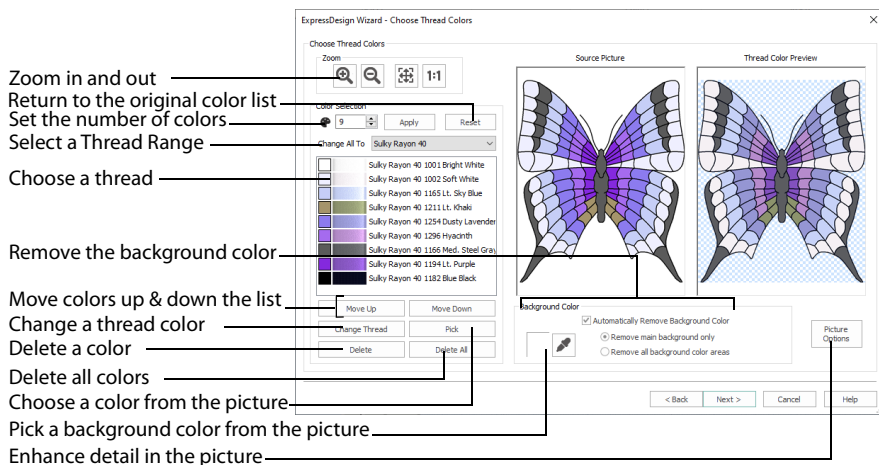 ExpressDesign Wizard - Choose Thread Colors
Choose Thread Colors
Zoom
1:1
Source Picture
Thread Color Preview
Zoom in and out
Return to the original color list
Color Selection
Set the number of colors
9
Apply
Reset
Select a Thread Range
Change All To
Sulky Rayon 40
Choose a thread
Sulky Rayon 40 1001 Bright White
Sulky Rayon 40 1002 Soft White
Sulky Rayon 40 1165 Lt. Sky Blue
Sulky Rayon 40 1211 Lt. Khaki
Sulky Rayon 40 1254 Dusty Lavender
Sulky Rayon 40 1296 Hyacinth
Sulky Rayon 40 1166 Med. Steel Gray
Sulky Rayon 40 1194 Lt. Purple
Sulky Rayon 40 1182 Blue Black
Remove the background color
Move colors up & down the list
Move Up
Move Down
Change a thread color
Change Thread
Pick
Delete a color
Delete
Delete All
Background Color
Automatically Remove Background Color
Remove main background only
Remove all background color areas
Picture
Options
Delete all colors
Choose a color from the picture
< Back
Next >
Cancel
Help
Pick a background color from the picture
Enhance detail in the picture